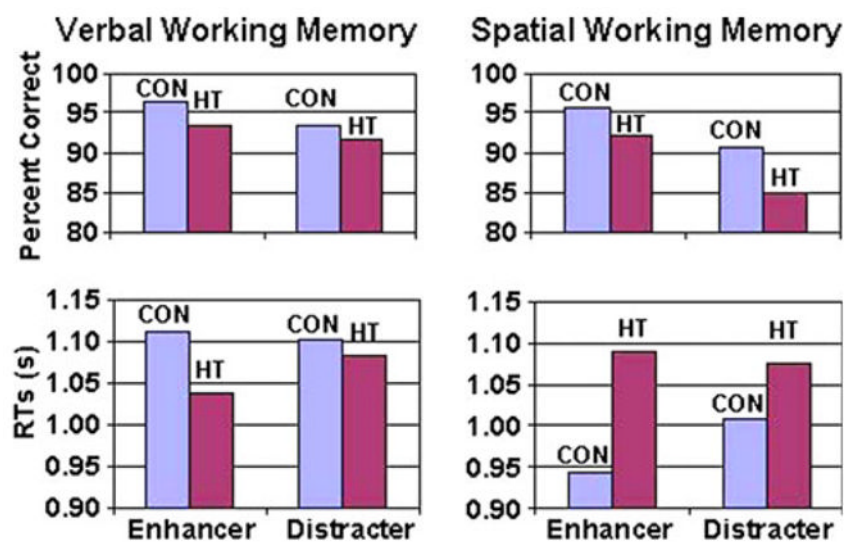 Verbal Working Memory
Percent Correct
100
95
90
85
80
CON
HT
CON
HT
Spatial Working Memory
100
95
90
85
80
CON
HT
CON
HT
RTs (s)
1.15
1.10
1.05
1.00
0.95
0.90
CON
HT
CON
HT
Enhancer Distracter
1.15
1.10
1.05
1.00
0.95
0.90
CON
HT
CON
HT
Enhancer Distracter